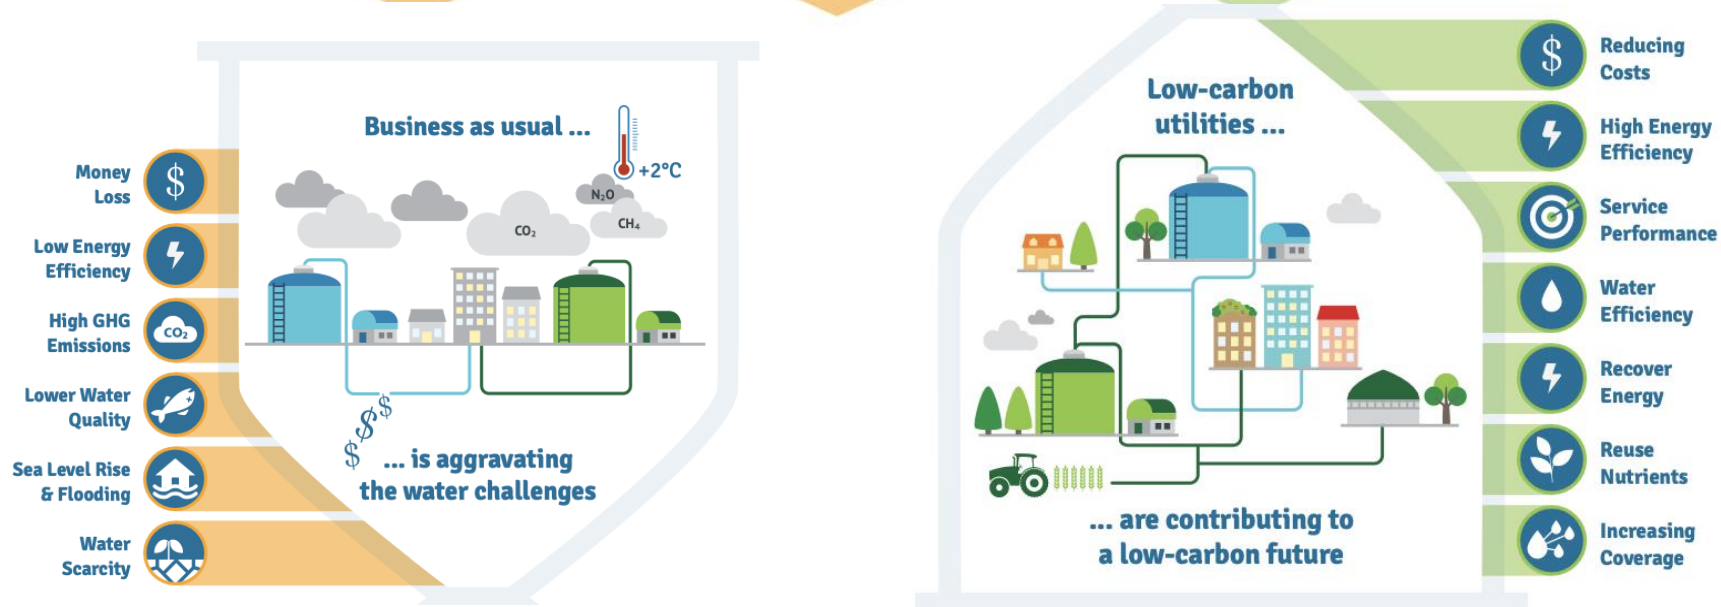 Business as usual ...
+2°C
N₂O
CH₄
CO₂
Money
Loss
$
Low Energy
Efficiency
High GHG
Emissions
CO₂
Lower Water
Quality
Sea Level Rise
& Flooding
Water
Scarcity
$
$
$
... is aggravating
the water challenges
Low-carbon
utilities ...
... are contributing to
a low-carbon future
$
Reducing
Costs
High Energy
Efficiency
Service
Performance
Water
Efficiency
Recover
Energy
Reuse
Nutrients
Increasing
Coverage